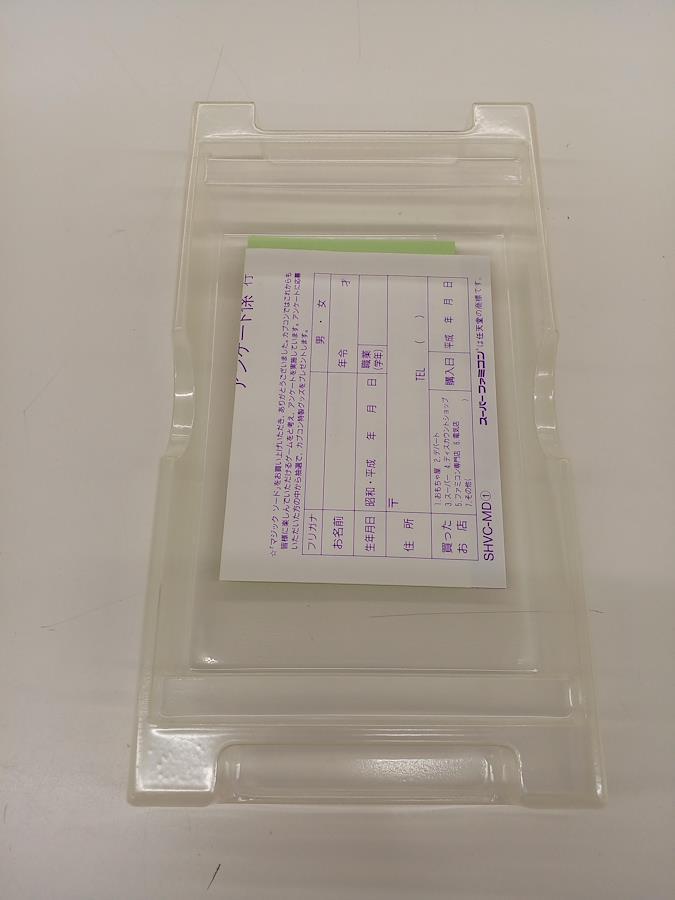 アンケート係 行
☆『マジック ソード』をお買い上げいただき、ありがとうございました。カプコンではこれからも
皆様に楽しんでいただけるゲームをと考え、アンケートを実施しています。アンケートに応募
いただいた方の中から抽選で、カプコン特製グッズをプレゼントします。
フリガナ
お名前
男・女
年令 才
生年月日 昭和・平成 年 月 日
職業
(学年)
住所 〒
TEL ( )
買った
お店
1.おもちゃ屋 2.デパート
3.スーパー 4.ディスカウントショップ
5.ファミコン専門店 6.電気店
7.その他( )
購入日 平成 年 月 日
SHVC-MD①
スーパーファミコン®は任天堂の商標です。